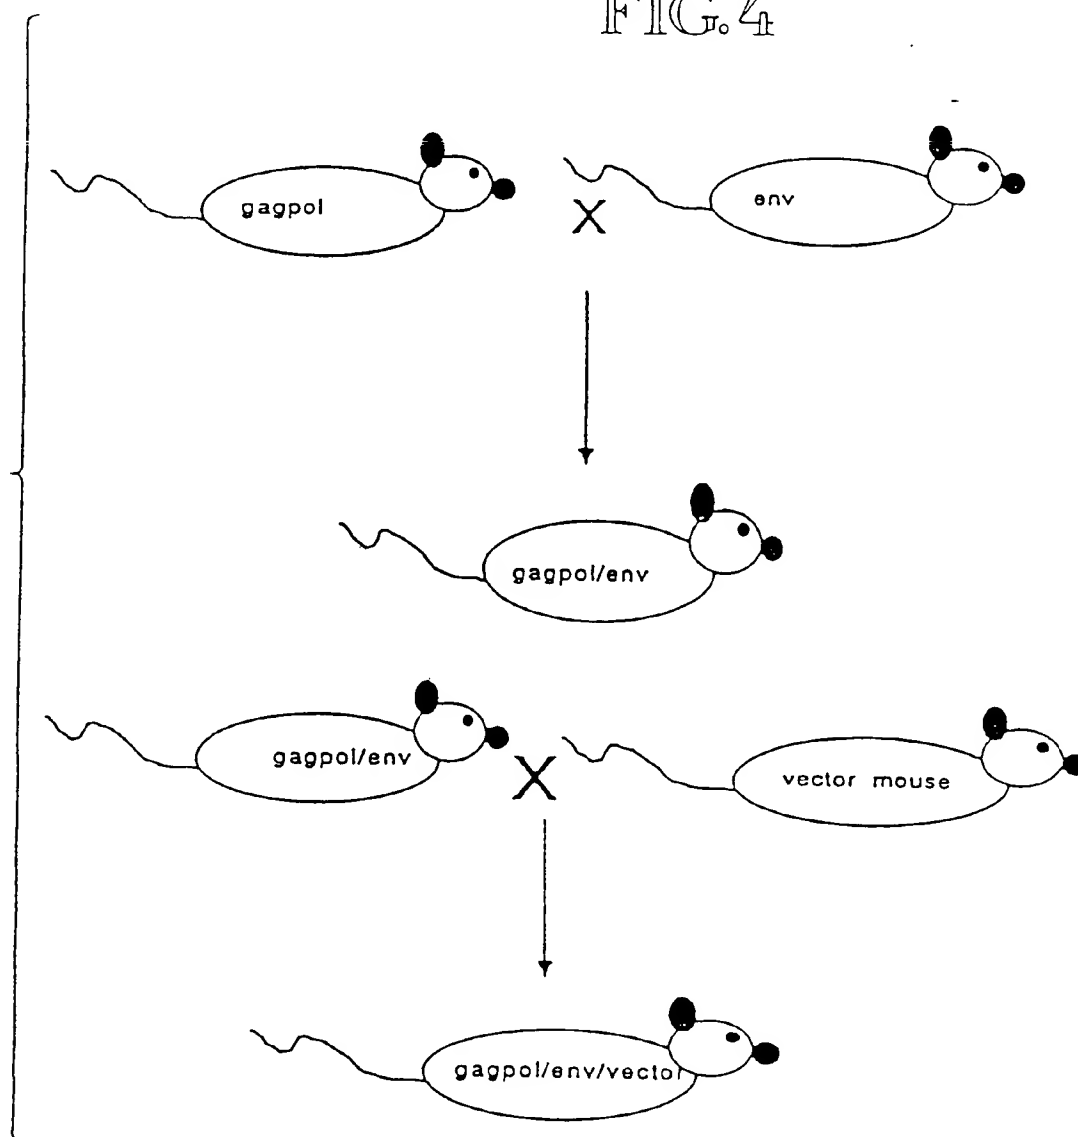 FIG. 4
gagpol
X
env
gagpol/env
gagpol/env
X
vector mouse
gagpol/env/vector